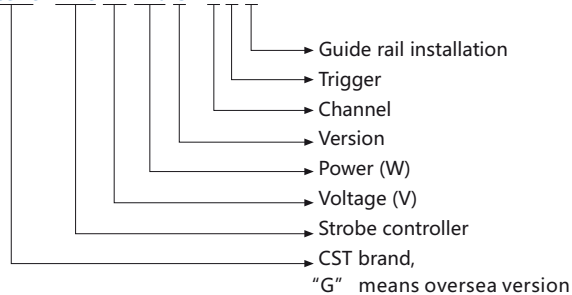 Guide rail installation
Trigger
Channel
Version
Power (W)
Voltage (V)
Strobe controller
CST brand,
“G” means oversea version